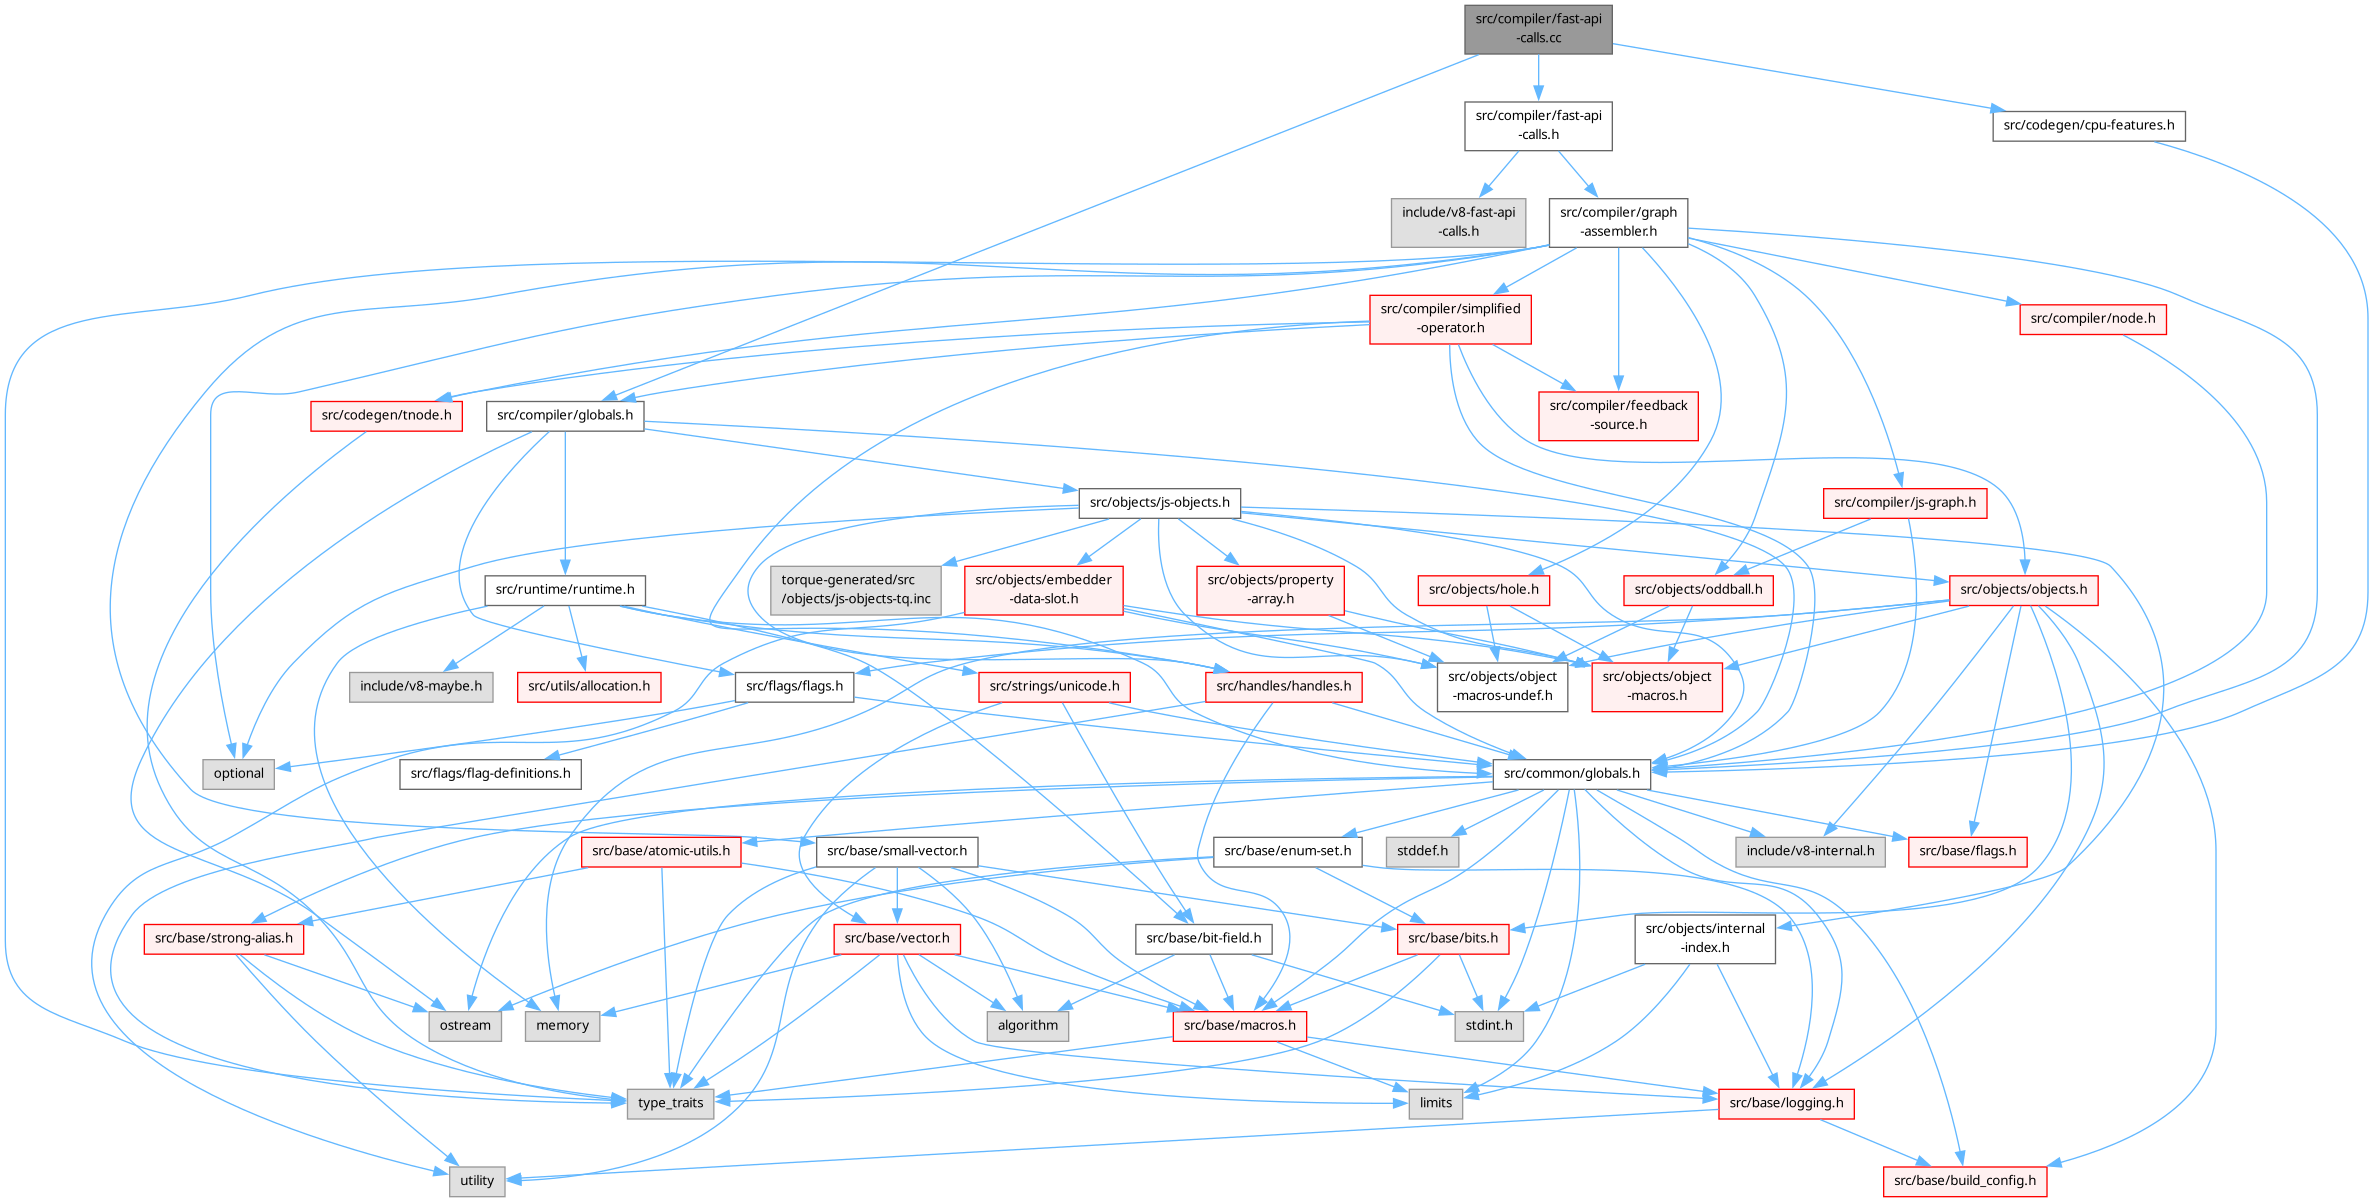 src/compiler/fast-api
-calls.cc
src/compiler/fast-api
-calls.h
src/codegen/cpu-features.h
include/v8-fast-api
-calls.h
src/compiler/graph
-assembler.h
src/compiler/simplified
-operator.h
src/compiler/node.h
src/codegen/tnode.h
src/compiler/globals.h
src/compiler/feedback
-source.h
src/objects/js-objects.h
src/compiler/js-graph.h
src/runtime/runtime.h
torque-generated/src
/objects/js-objects-tq.inc
src/objects/embedder
-data-slot.h
src/objects/property
-array.h
src/objects/hole.h
src/objects/oddball.h
src/objects/objects.h
include/v8-maybe.h
src/utils/allocation.h
src/flags/flags.h
src/strings/unicode.h
src/handles/handles.h
src/objects/object
-macros-undef.h
src/objects/object
-macros.h
optional
src/flags/flag-definitions.h
src/common/globals.h
src/base/atomic-utils.h
src/base/small-vector.h
src/base/enum-set.h
stddef.h
include/v8-internal.h
src/base/flags.h
src/base/strong-alias.h
src/base/vector.h
src/base/bit-field.h
src/base/bits.h
src/objects/internal
-index.h
ostream
memory
algorithm
src/base/macros.h
stdint.h
type_traits
limits
src/base/logging.h
utility
src/base/build_config.h